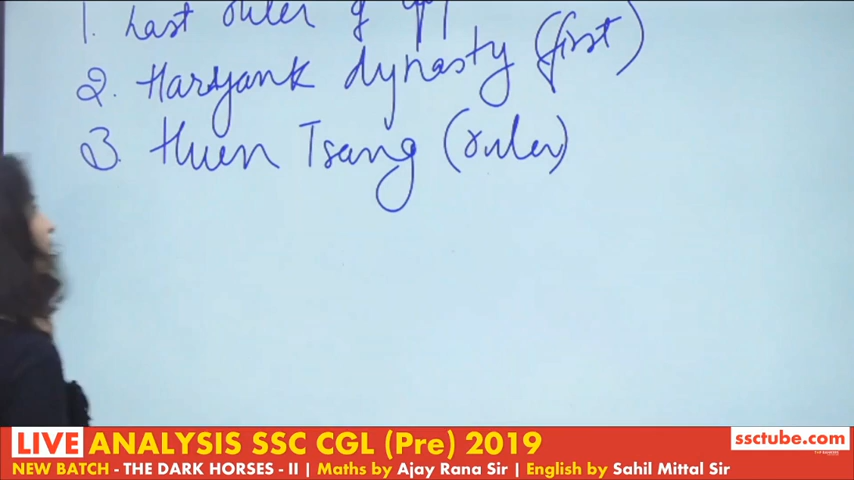 1. Last ruler of
2. Haryank dynasty (first)
3. Hiuen Tsang (ruler)
LIVE ANALYSIS SSC CGL (Pre) 2019
ssctube.com
NEW BATCH - THE DARK HORSES - II | Maths by Ajay Rana Sir | English by Sahil Mittal Sir